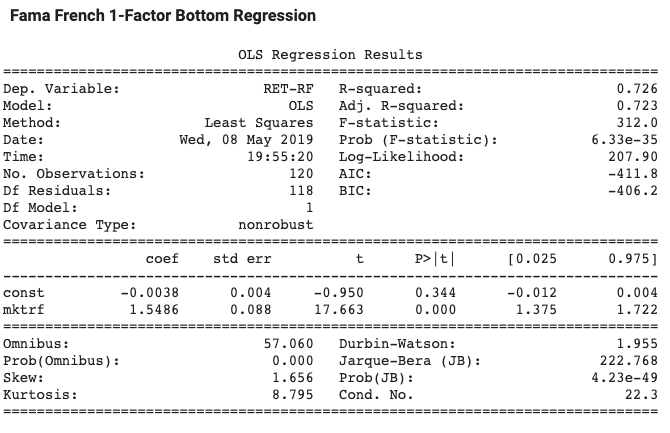 Fama French 1-Factor Bottom Regression
OLS Regression Results
==============================================================================
Dep. Variable: RET-RF R-squared: 0.726
Model: OLS Adj. R-squared: 0.723
Method: Least Squares F-statistic: 312.0
Date: Wed, 08 May 2019 Prob (F-statistic): 6.33e-35
Time: 19:55:20 Log-Likelihood: 207.90
No. Observations: 120 AIC: -411.8
Df Residuals: 118 BIC: -406.2
Df Model: 1
Covariance Type: nonrobust
==============================================================================
coef std err t P>|t| [0.025 0.975]
------------------------------------------------------------------------------
const -0.0038 0.004 -0.950 0.344 -0.012 0.004
mktrf 1.5486 0.088 17.663 0.000 1.375 1.722
==============================================================================
Omnibus: 57.060 Durbin-Watson: 1.955
Prob(Omnibus): 0.000 Jarque-Bera (JB): 222.768
Skew: 1.656 Prob(JB): 4.23e-49
Kurtosis: 8.795 Cond. No. 22.3
==============================================================================